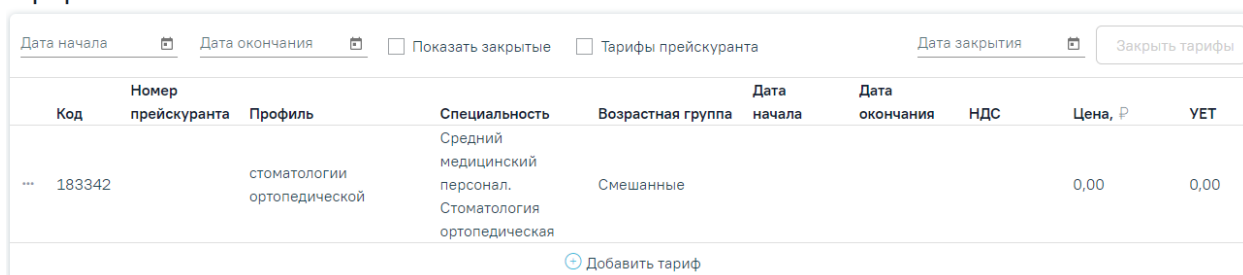 Дата начала Дата окончания Показать закрытые Тарифы прейскуранта Дата закрытия Закрыть тарифы
Номер Дата Дата
Код прейскуранта Профиль Специальность Возрастная группа начала окончания НДС Цена, ₽ УЕТ
Средний
медицинский
стоматологии
183342 персонал. Смешанные 0,00 0,00
ортопедической
Стоматология
ортопедическая
Добавить тариф